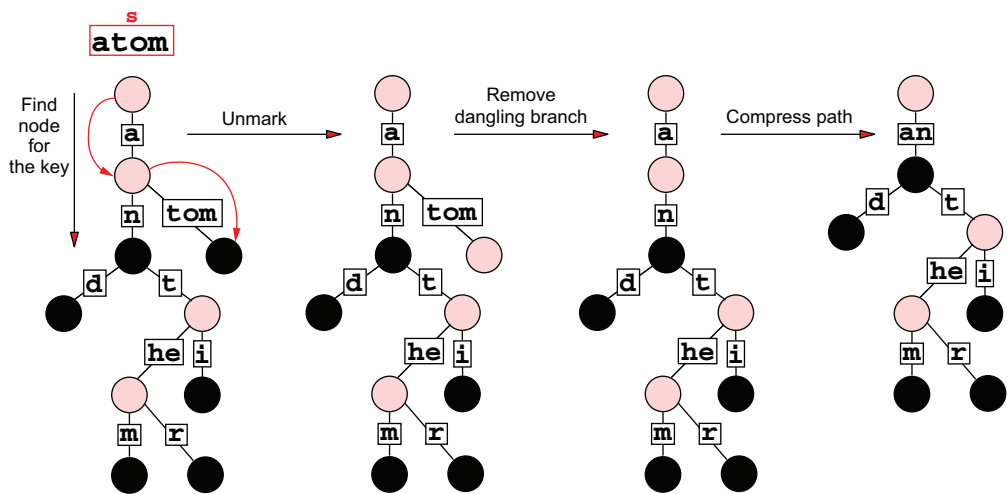 s
atom
Find
node
for
the key
Unmark
Remove
dangling branch
Compress path
a
n
tom
d
t
he
i
m
r
a
n
tom
d
t
he
i
m
r
a
n
d
t
he
i
m
r
an
d
t
he
i
m
r